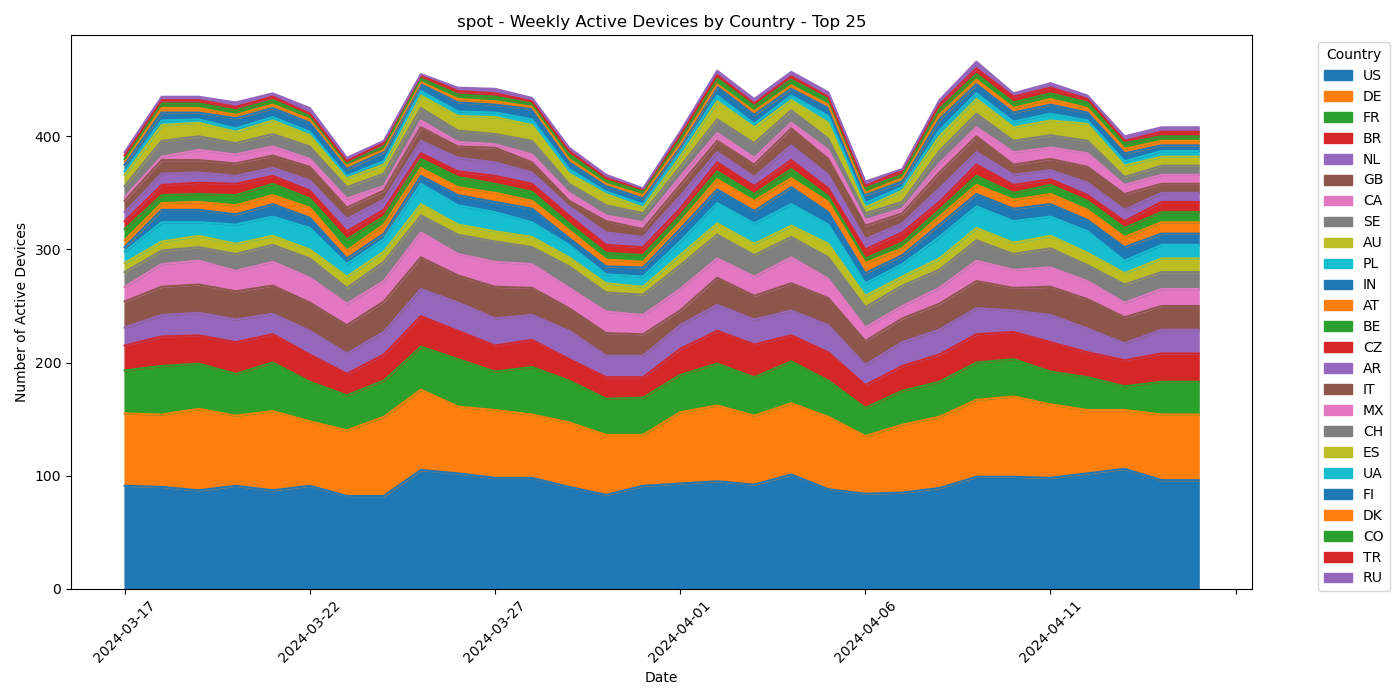 spot - Weekly Active Devices by Country - Top 25
Number of Active Devices
400
300
200
100
0
2024-03-17
2024-03-22
2024-03-27
2024-04-01
2024-04-06
2024-04-11
Date
Country
US
DE
FR
BR
NL
GB
CA
SE
AU
PL
IN
AT
BE
CZ
AR
IT
MX
CH
ES
UA
FI
DK
CO
TR
RU